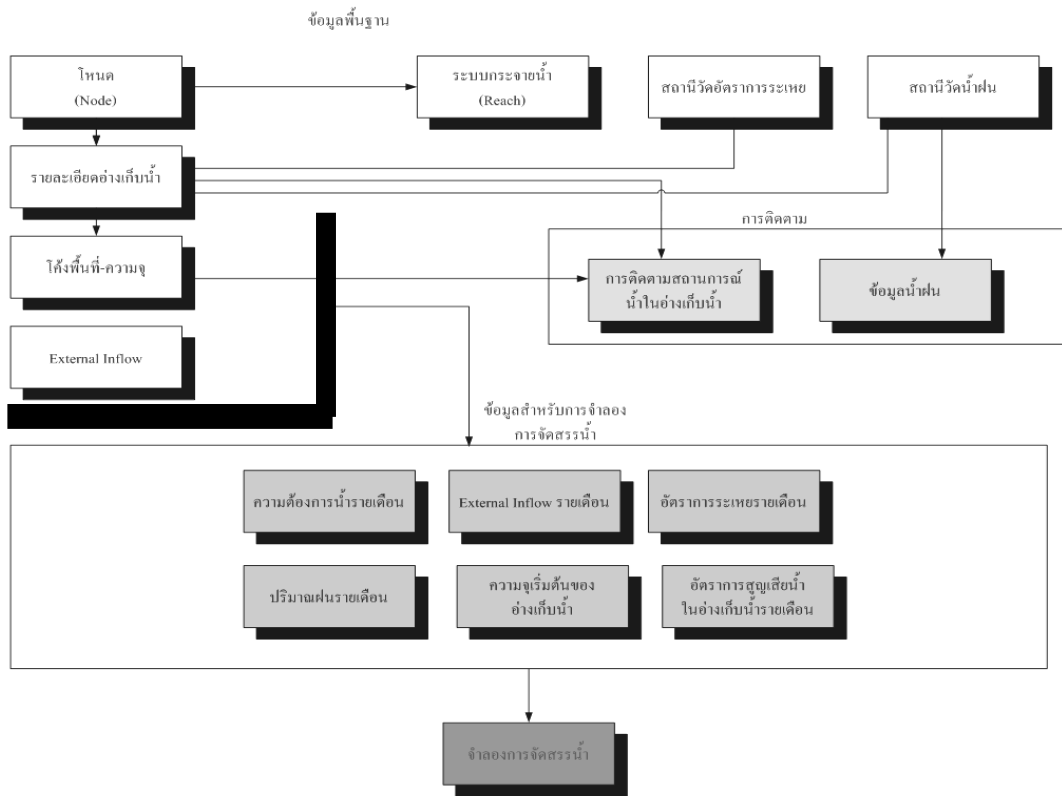 ข้อมูลพื้นฐาน
โหนด
(Node)
ระบบกระจายน้ำ
(Reach)
สถานีวัดอัตราการระเหย
สถานีวัดน้ำฝน
รายละเอียดอ่างเก็บน้ำ
การติดตาม
โค้งพื้นที่-ความจุ
การติดตามสถานการณ์
น้ำในอ่างเก็บน้ำ
ข้อมูลน้ำฝน
External Inflow
ข้อมูลสำหรับการจำลอง
การจัดสรรน้ำ
ความต้องการน้ำรายเดือน
External Inflow รายเดือน
อัตราการระเหยรายเดือน
ปริมาณฝนรายเดือน
ความจุเริ่มต้นของ
อ่างเก็บน้ำ
อัตราการสูญเสียน้ำ
ในอ่างเก็บน้ำรายเดือน
จำลองการจัดสรรน้ำ